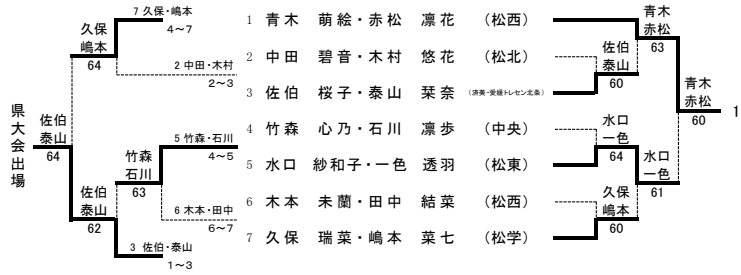 7 久保・嶋本
4～7
久保
嶋本
64
2 中田・木村
2～3
県大会出場
佐伯
泰山
64
5 竹森・石川
4～5
竹森
石川
63
佐伯
泰山
62
6 木本・田中
6～7
3 佐伯・泰山
1～3
1 青木 萌絵・赤松 凛花 （松西）
2 中田 碧音・木村 悠花 （松北）
3 佐伯 桜子・泰山 栞奈 （済美・愛媛トレセン北条）
4 竹森 心乃・石川 凛歩 （中央）
5 水口 紗和子・一色 透羽 （松東）
6 木本 未蘭・田中 結菜 （松西）
7 久保 瑞菜・嶋本 菜七 （松学）
青木
赤松
63
佐伯
泰山
60
青木
赤松
60
1
水口
一色
64
水口
一色
61
久保
嶋本
60